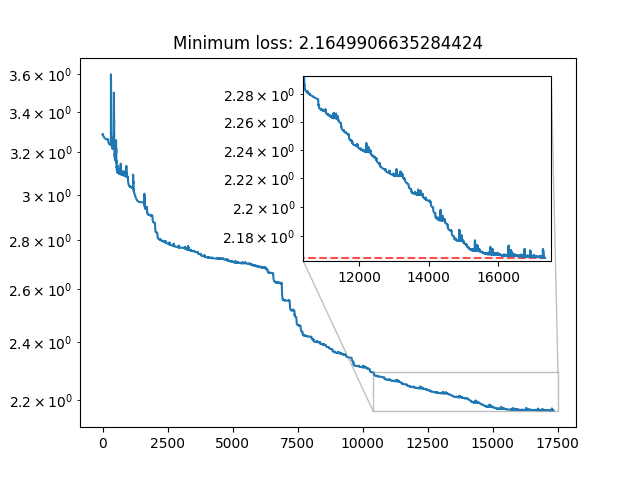 Minimum loss: 2.1649906635284424
3.6 × 10⁰
3.4 × 10⁰
3.2 × 10⁰
3 × 10⁰
2.8 × 10⁰
2.6 × 10⁰
2.4 × 10⁰
2.2 × 10⁰
2.28 × 10⁰
2.26 × 10⁰
2.24 × 10⁰
2.22 × 10⁰
2.2 × 10⁰
2.18 × 10⁰
12000 14000 16000
0 2500 5000 7500 10000 12500 15000 17500